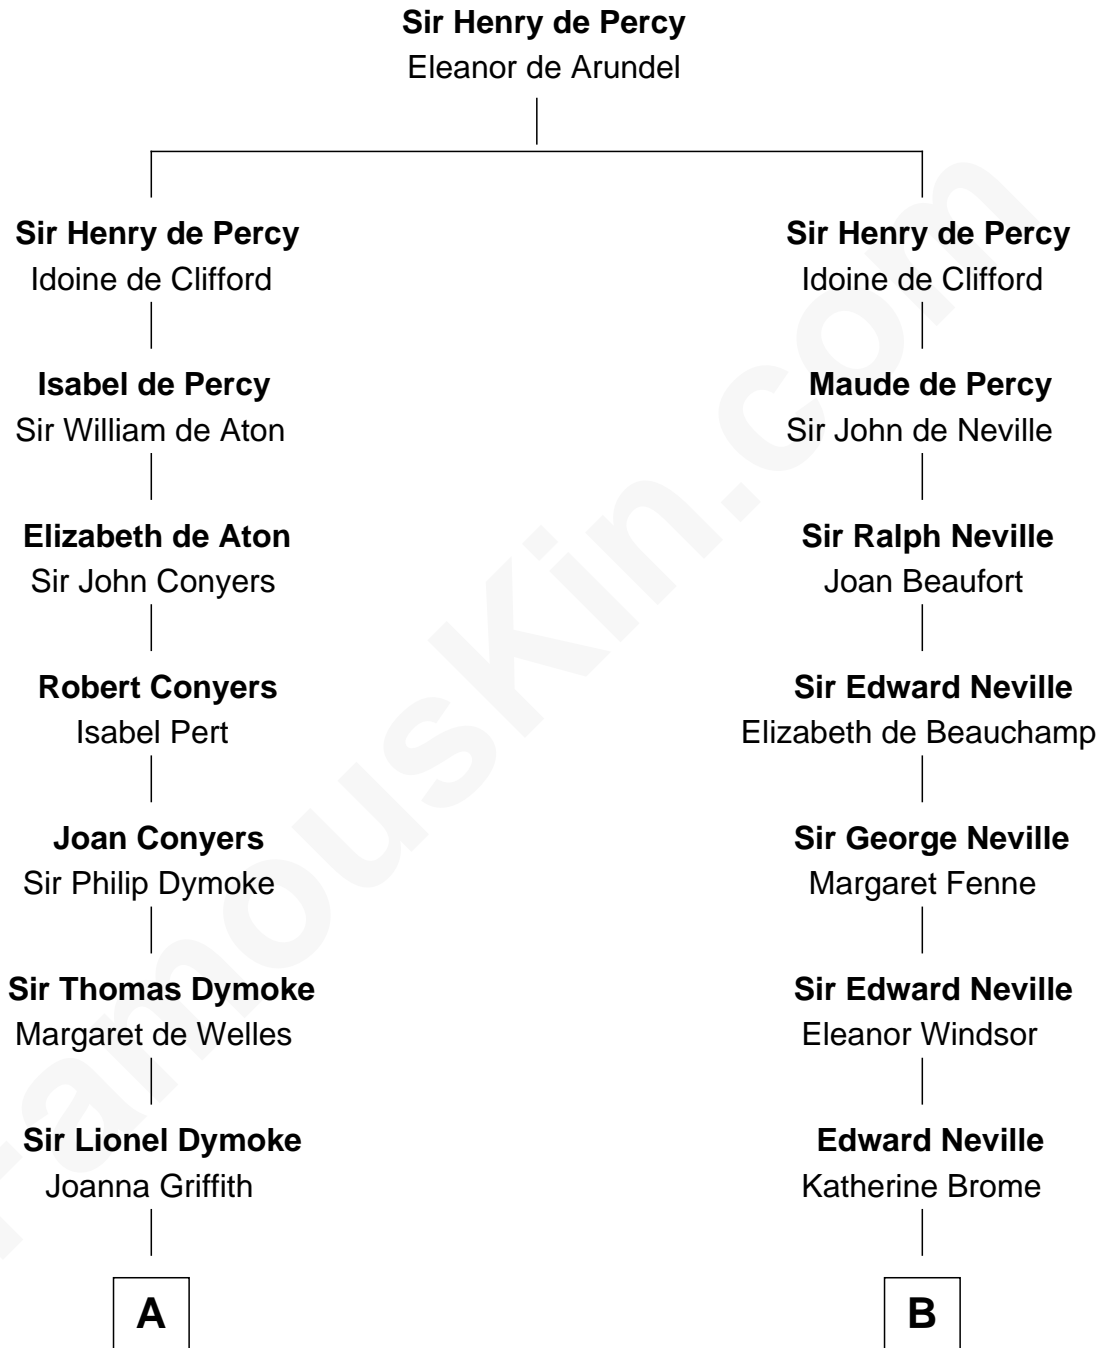 Sir Henry de Percy
Eleanor de Arundel
Sir Henry de Percy
Idoine de Clifford
Sir Henry de Percy
Idoine de Clifford
Isabel de Percy
Sir William de Aton
Maude de Percy
Sir John de Neville
Elizabeth de Aton
Sir John Conyers
Sir Ralph Neville
Joan Beaufort
Robert Conyers
Isabel Pert
Sir Edward Neville
Elizabeth de Beauchamp
Joan Conyers
Sir Philip Dymoke
Sir George Neville
Margaret Fenne
Sir Thomas Dymoke
Margaret de Welles
Sir Edward Neville
Eleanor Windsor
Sir Lionel Dymoke
Joanna Griffith
Edward Neville
Katherine Brome
A
B
FamousKin.com